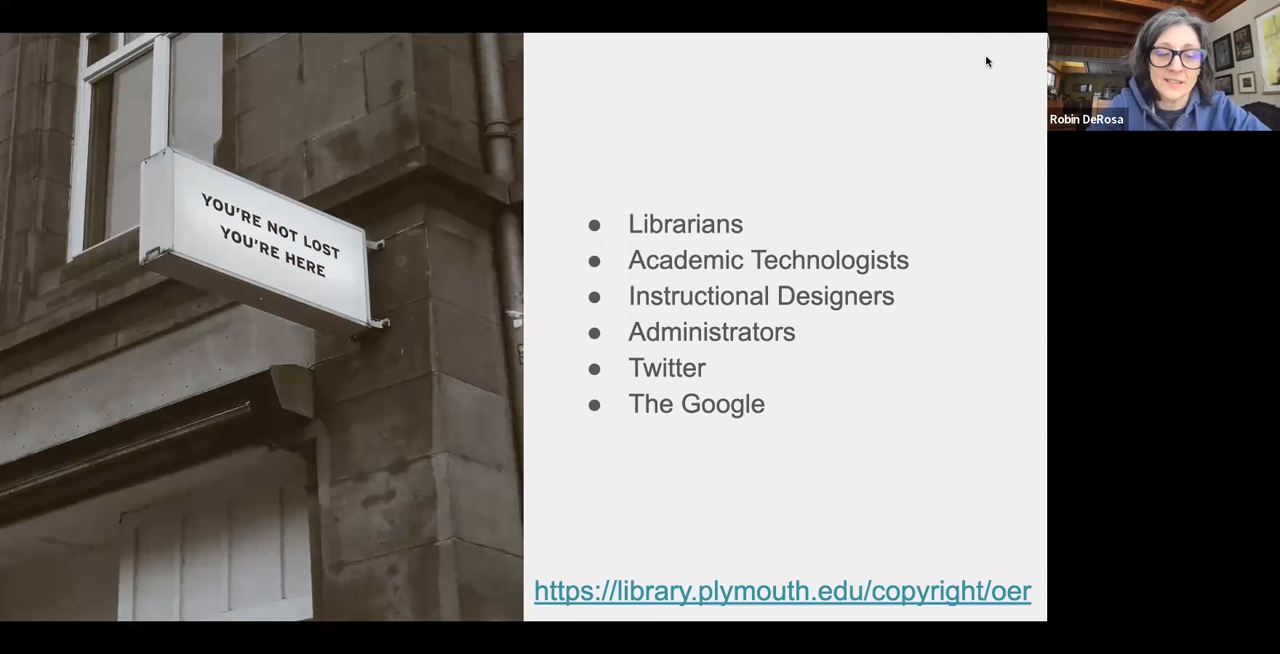 YOU'RE NOT LOST
YOU'RE HERE
● Librarians
● Academic Technologists
● Instructional Designers
● Administrators
● Twitter
● The Google
https://library.plymouth.edu/copyright/oer
Robin DeRosa